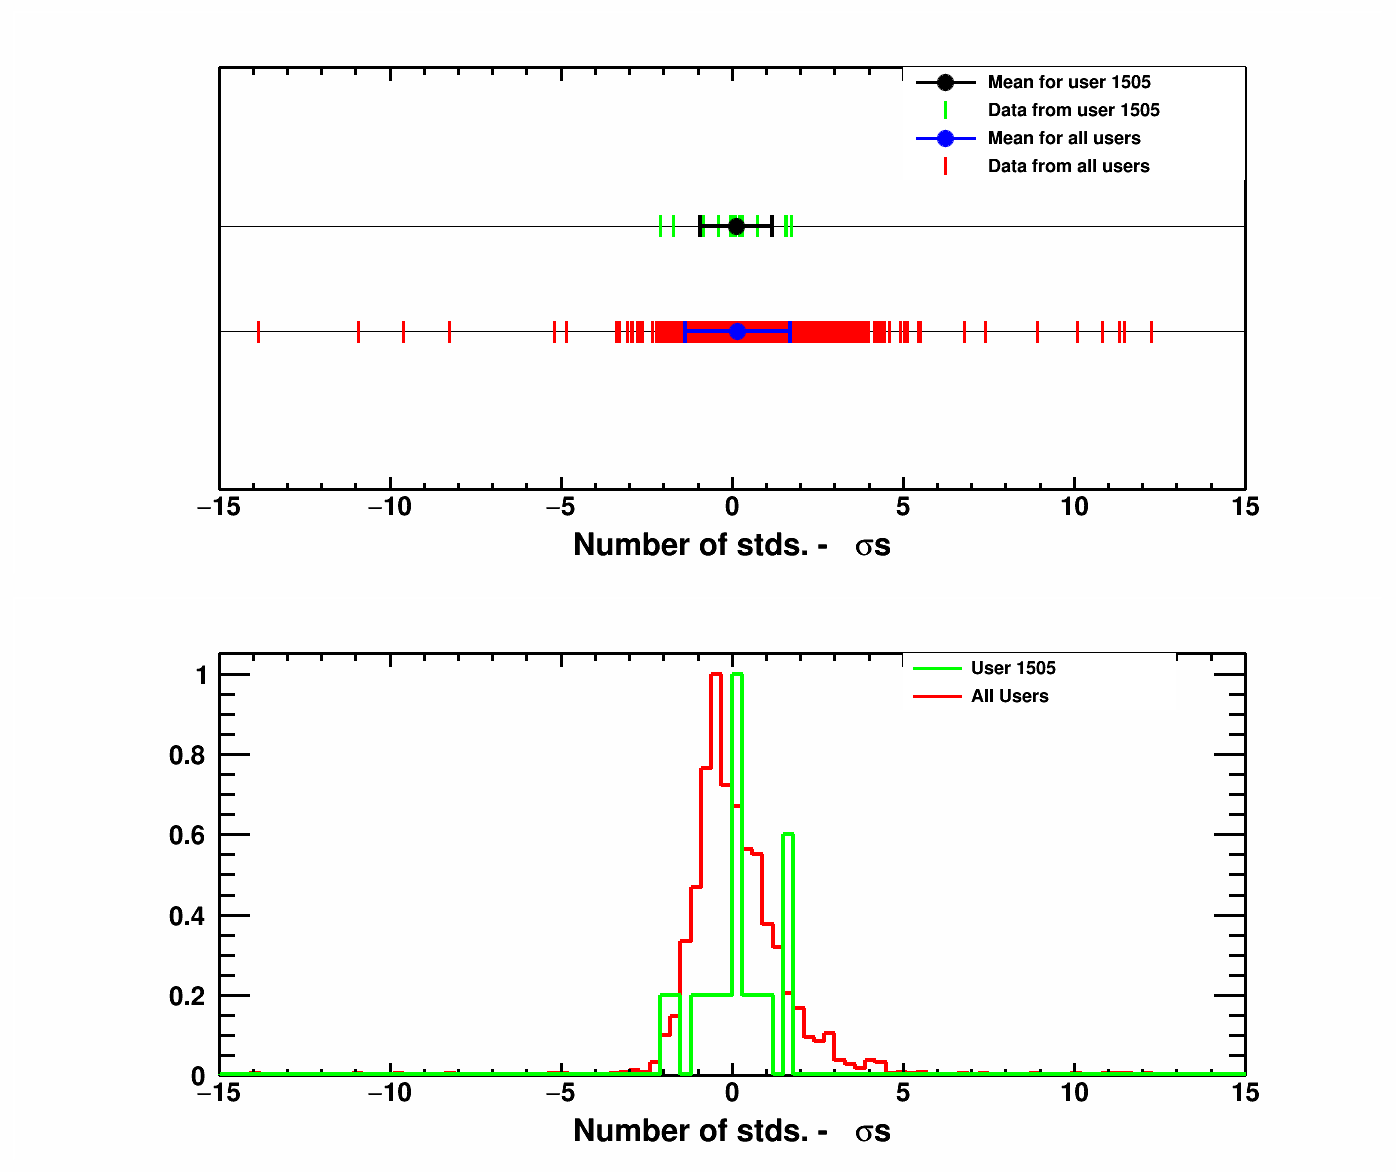 Mean for user 1505
Data from user 1505
Mean for all users
Data from all users
−15 −10 −5 0 5 10 15
Number of stds. - σs
User 1505
All Users
1
0.8
0.6
0.4
0.2
0
−15 −10 −5 0 5 10 15
Number of stds. - σs